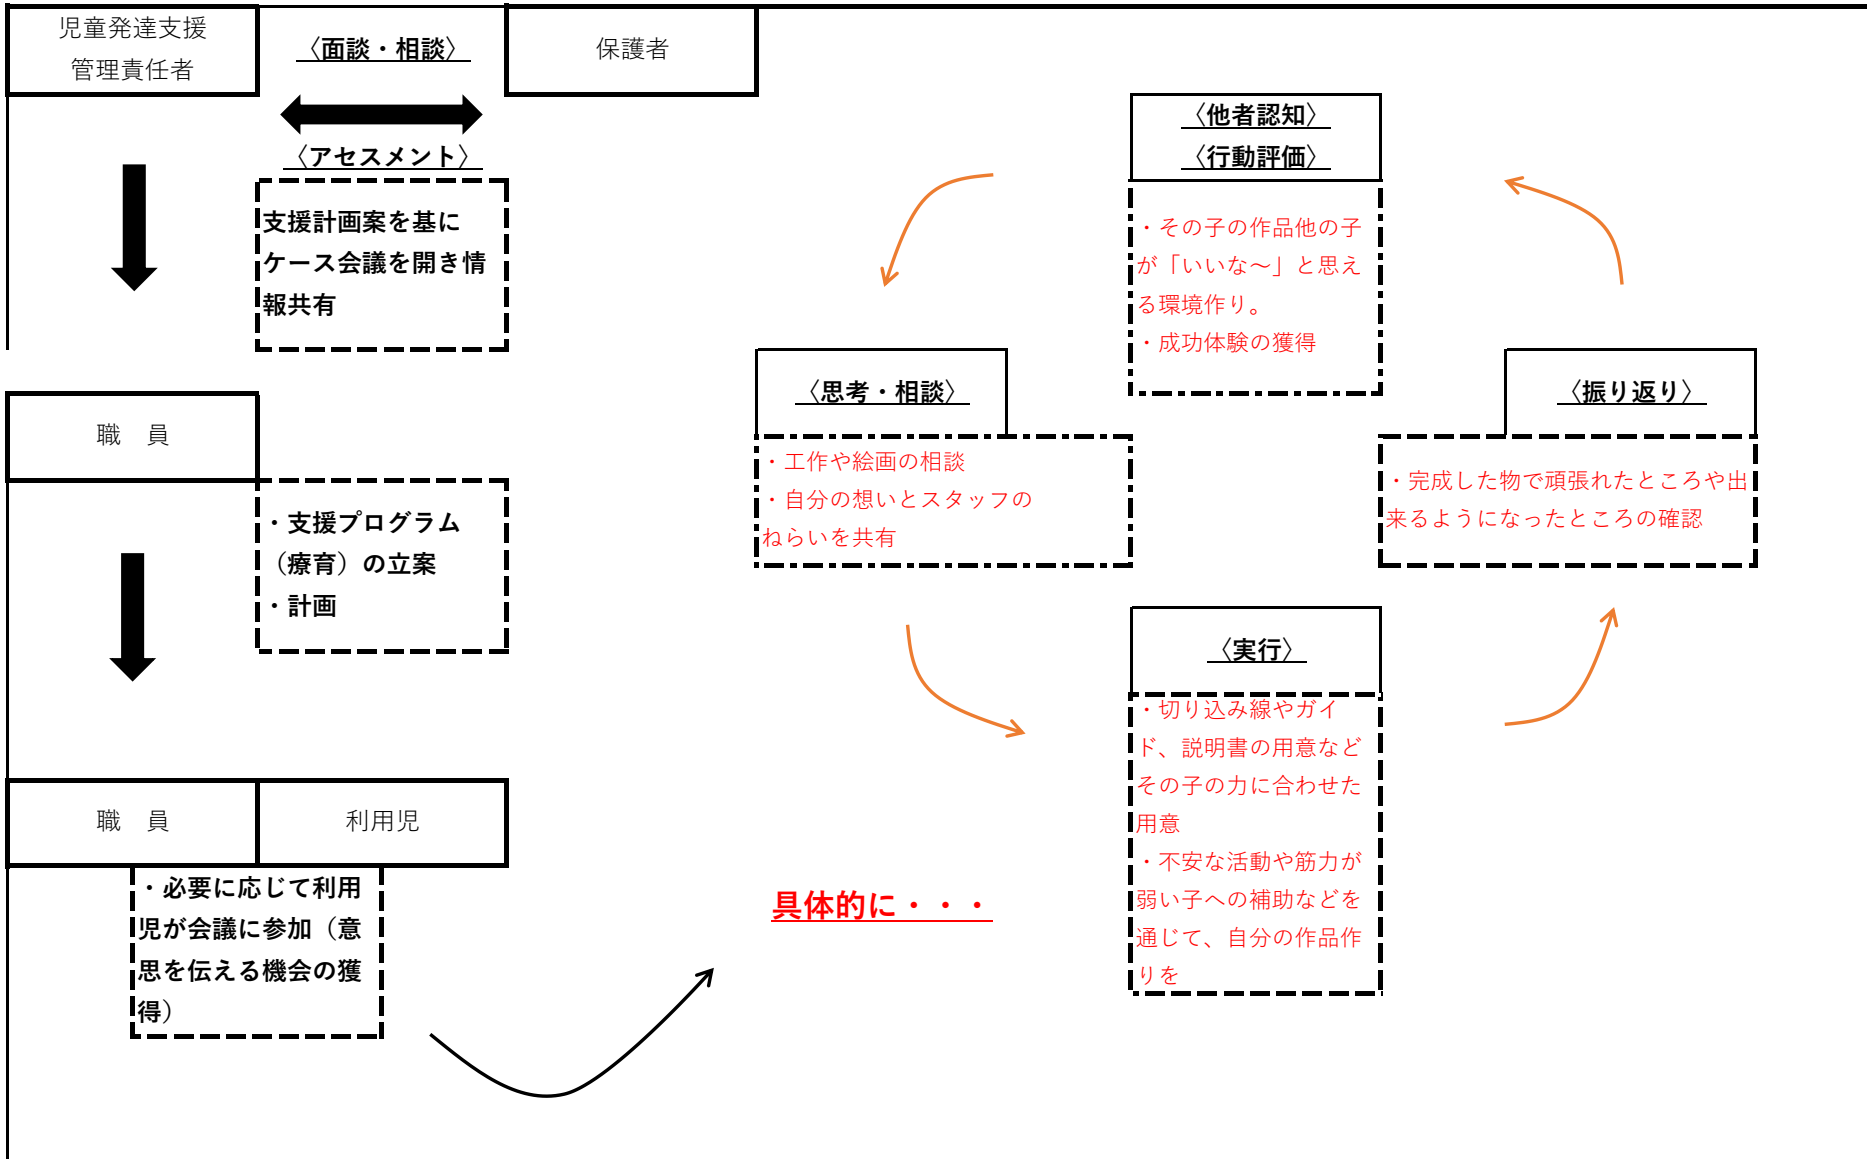 児童発達支援
管理責任者
〈面談・相談〉
保護者
〈アセスメント〉
支援計画案を基に
ケース会議を開き情
報共有
職　員
・支援プログラム
（療育）の立案
・計画
職　員
利用児
・必要に応じて利用
児が会議に参加（意
思を伝える機会の獲
得）
〈他者認知〉
〈行動評価〉
・その子の作品他の子
が「いいな～」と思え
る環境作り。
・成功体験の獲得
〈思考・相談〉
・工作や絵画の相談
・自分の想いとスタッフの
ねらいを共有
〈振り返り〉
・完成した物で頑張れたところや出
来るようになったところの確認
〈実行〉
・切り込み線やガイ
ド、説明書の用意など
その子の力に合わせた
用意
・不安な活動や筋力が
弱い子への補助などを
通じて、自分の作品作
りを
具体的に・・・